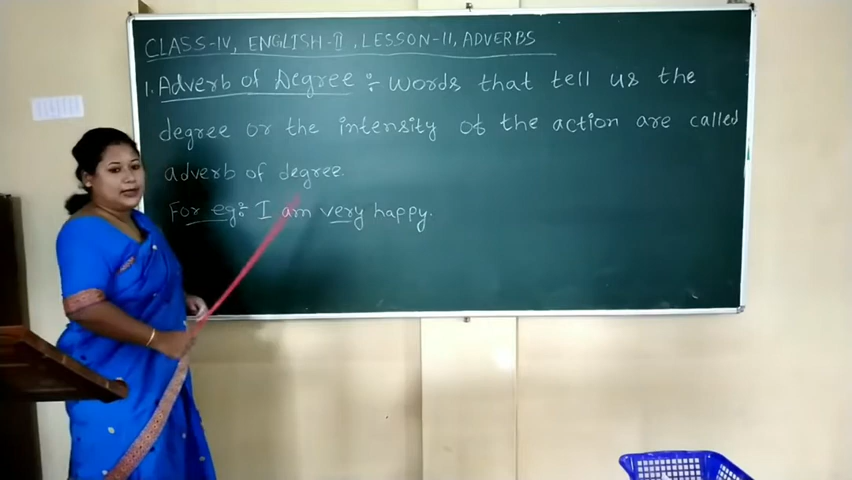 CLASS-IV, ENGLISH-II, LESSON-11, ADVERBS
1. Adverb of Degree :- Words that tell us the
degree or the intensity of the action are called
adverb of degree.
For eg:- I am very happy.